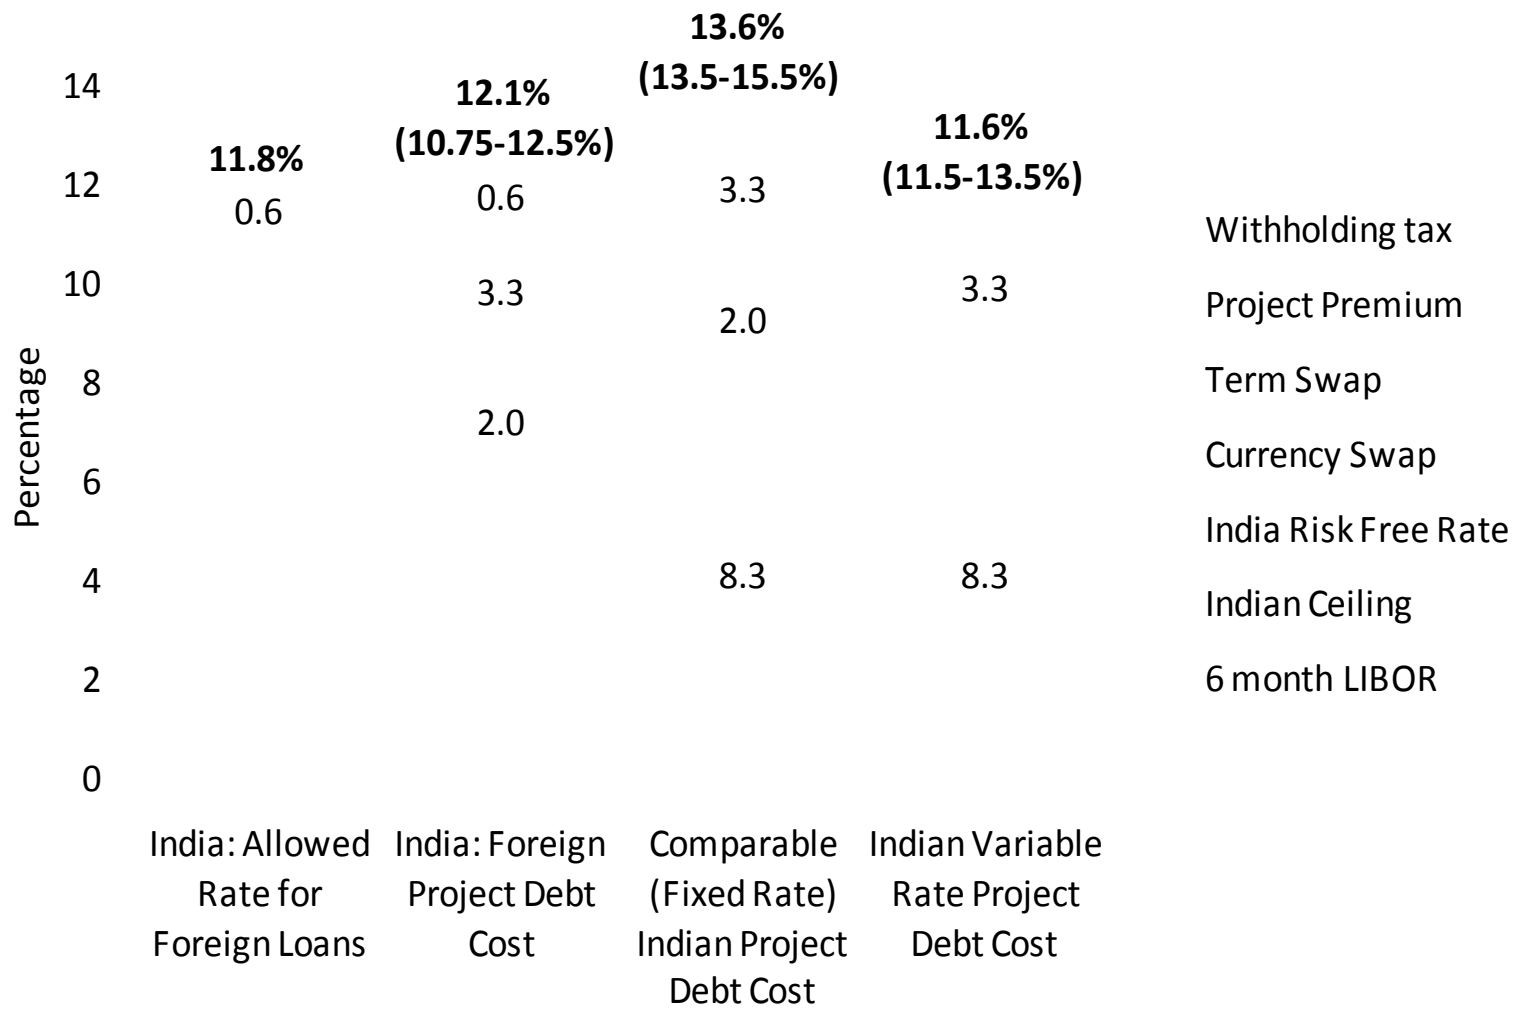 13.6%
(13.5-15.5%)
12.1%
(10.75-12.5%)
11.6%
(11.5-13.5%)
11.8%
14
12
10
8
6
4
2
0
Percentage
0.6
0.6
3.3
2.0
3.3
2.0
8.3
3.3
8.3
India: Allowed
Rate for
Foreign Loans
India: Foreign
Project Debt
Cost
Comparable
(Fixed Rate)
Indian Project
Debt Cost
Indian Variable
Rate Project
Debt Cost
Withholding tax
Project Premium
Term Swap
Currency Swap
India Risk Free Rate
Indian Ceiling
6 month LIBOR